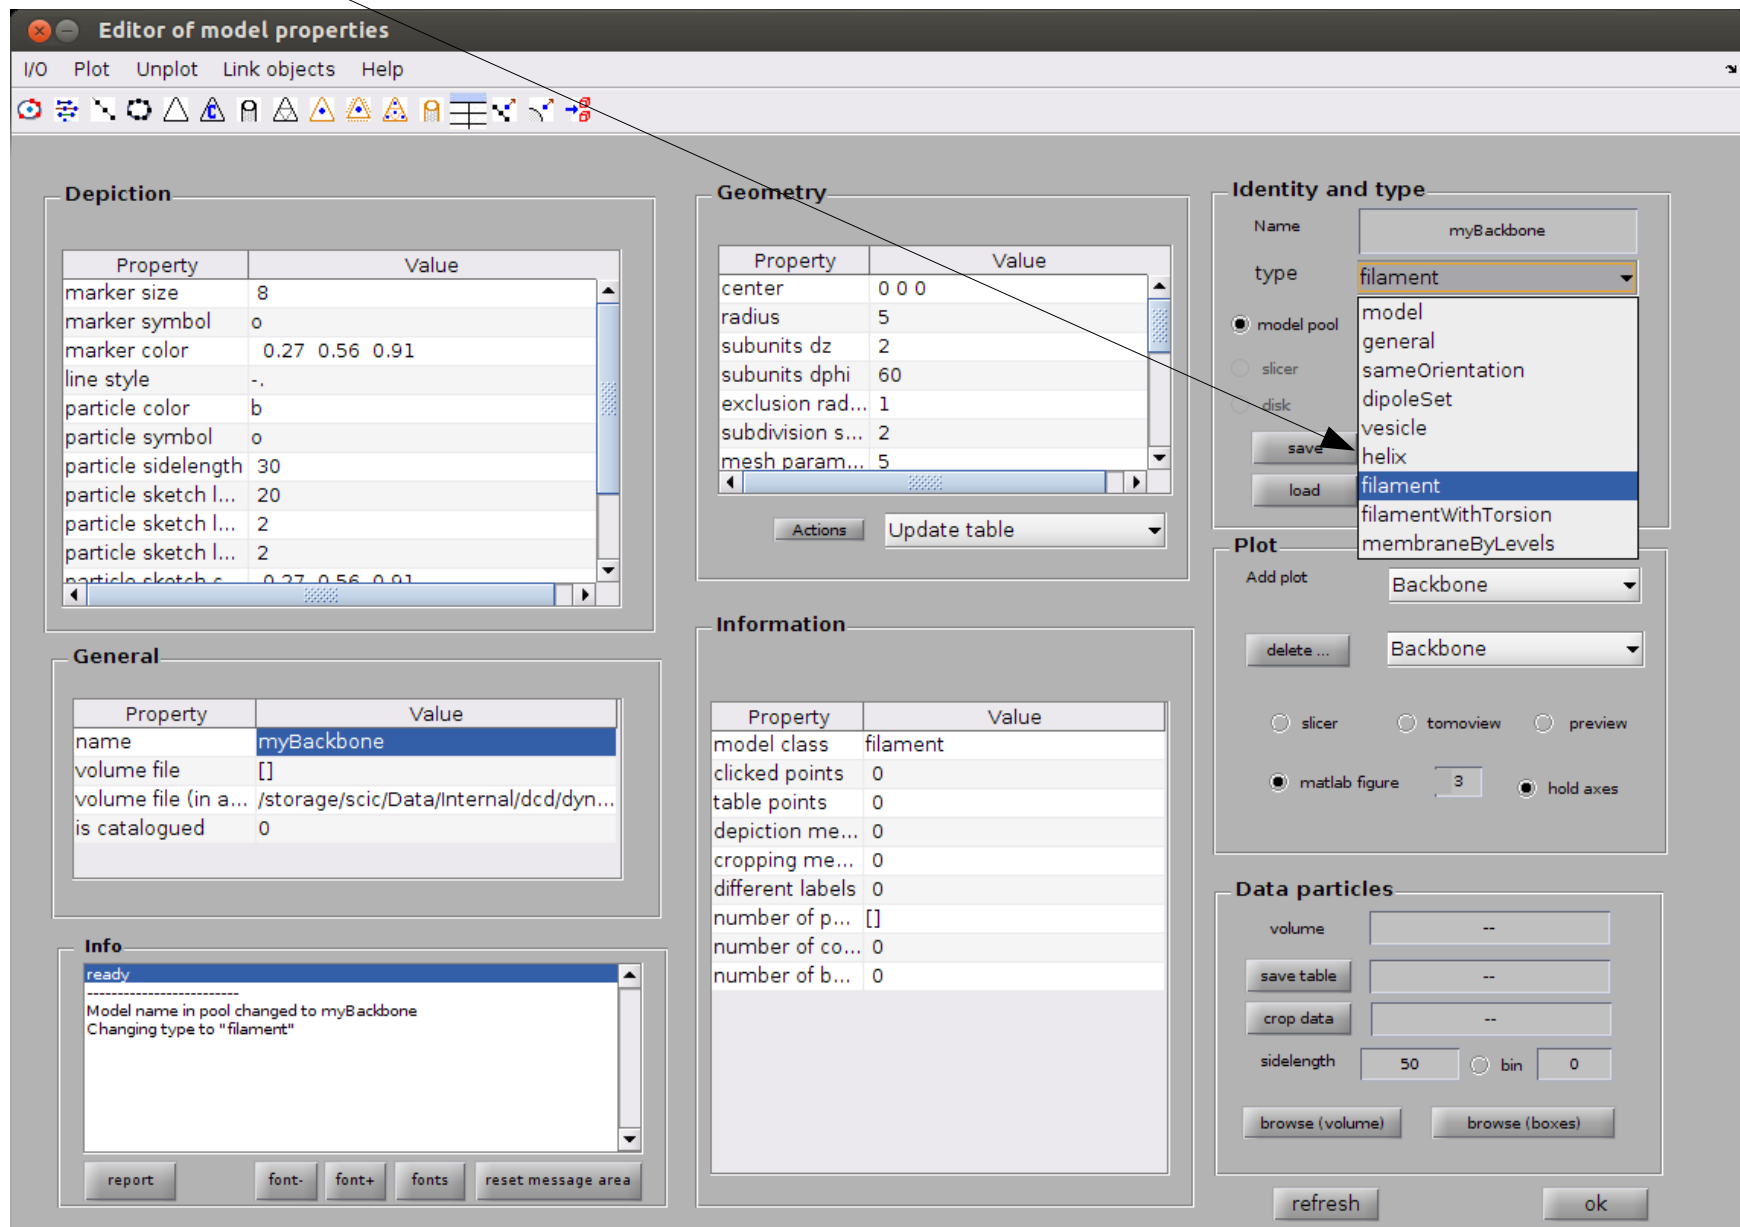 Editor of model properties
I/O Plot Unplot Link objects Help
Depiction
Property Value
marker size 8
marker symbol o
marker color 0.27 0.56 0.91
line style -.
particle color b
particle symbol o
particle sidelength 30
particle sketch l... 20
particle sketch l... 2
particle sketch l... 2
particle sketch c... 0.27 0.56 0.91
General
Property Value
name myBackbone
volume file []
volume file (in a... /storage/scic/Data/Internal/dcd/dyn...
is catalogued 0
Info
ready
-------------------------
Model name in pool changed to myBackbone
Changing type to "filament"
report font- font+ fonts reset message area
Geometry
Property Value
center 0 0 0
radius 5
subunits dz 2
subunits dphi 60
exclusion rad... 1
subdivision s... 2
mesh param... 5
Actions Update table
Information
Property Value
model class filament
clicked points 0
table points 0
depiction me... 0
cropping me... 0
different labels 0
number of p... []
number of co... 0
number of b... 0
Identity and type
Name myBackbone
type filament
model pool
slicer
disk
save
load
model
general
sameOrientation
dipoleSet
vesicle
helix
filament
filamentWithTorsion
membraneByLevels
Plot
Add plot Backbone
delete ... Backbone
slicer tomoview preview
matlab figure 3 hold axes
Data particles
volume --
save table --
crop data --
sidelength 50 bin 0
browse (volume) browse (boxes)
refresh ok